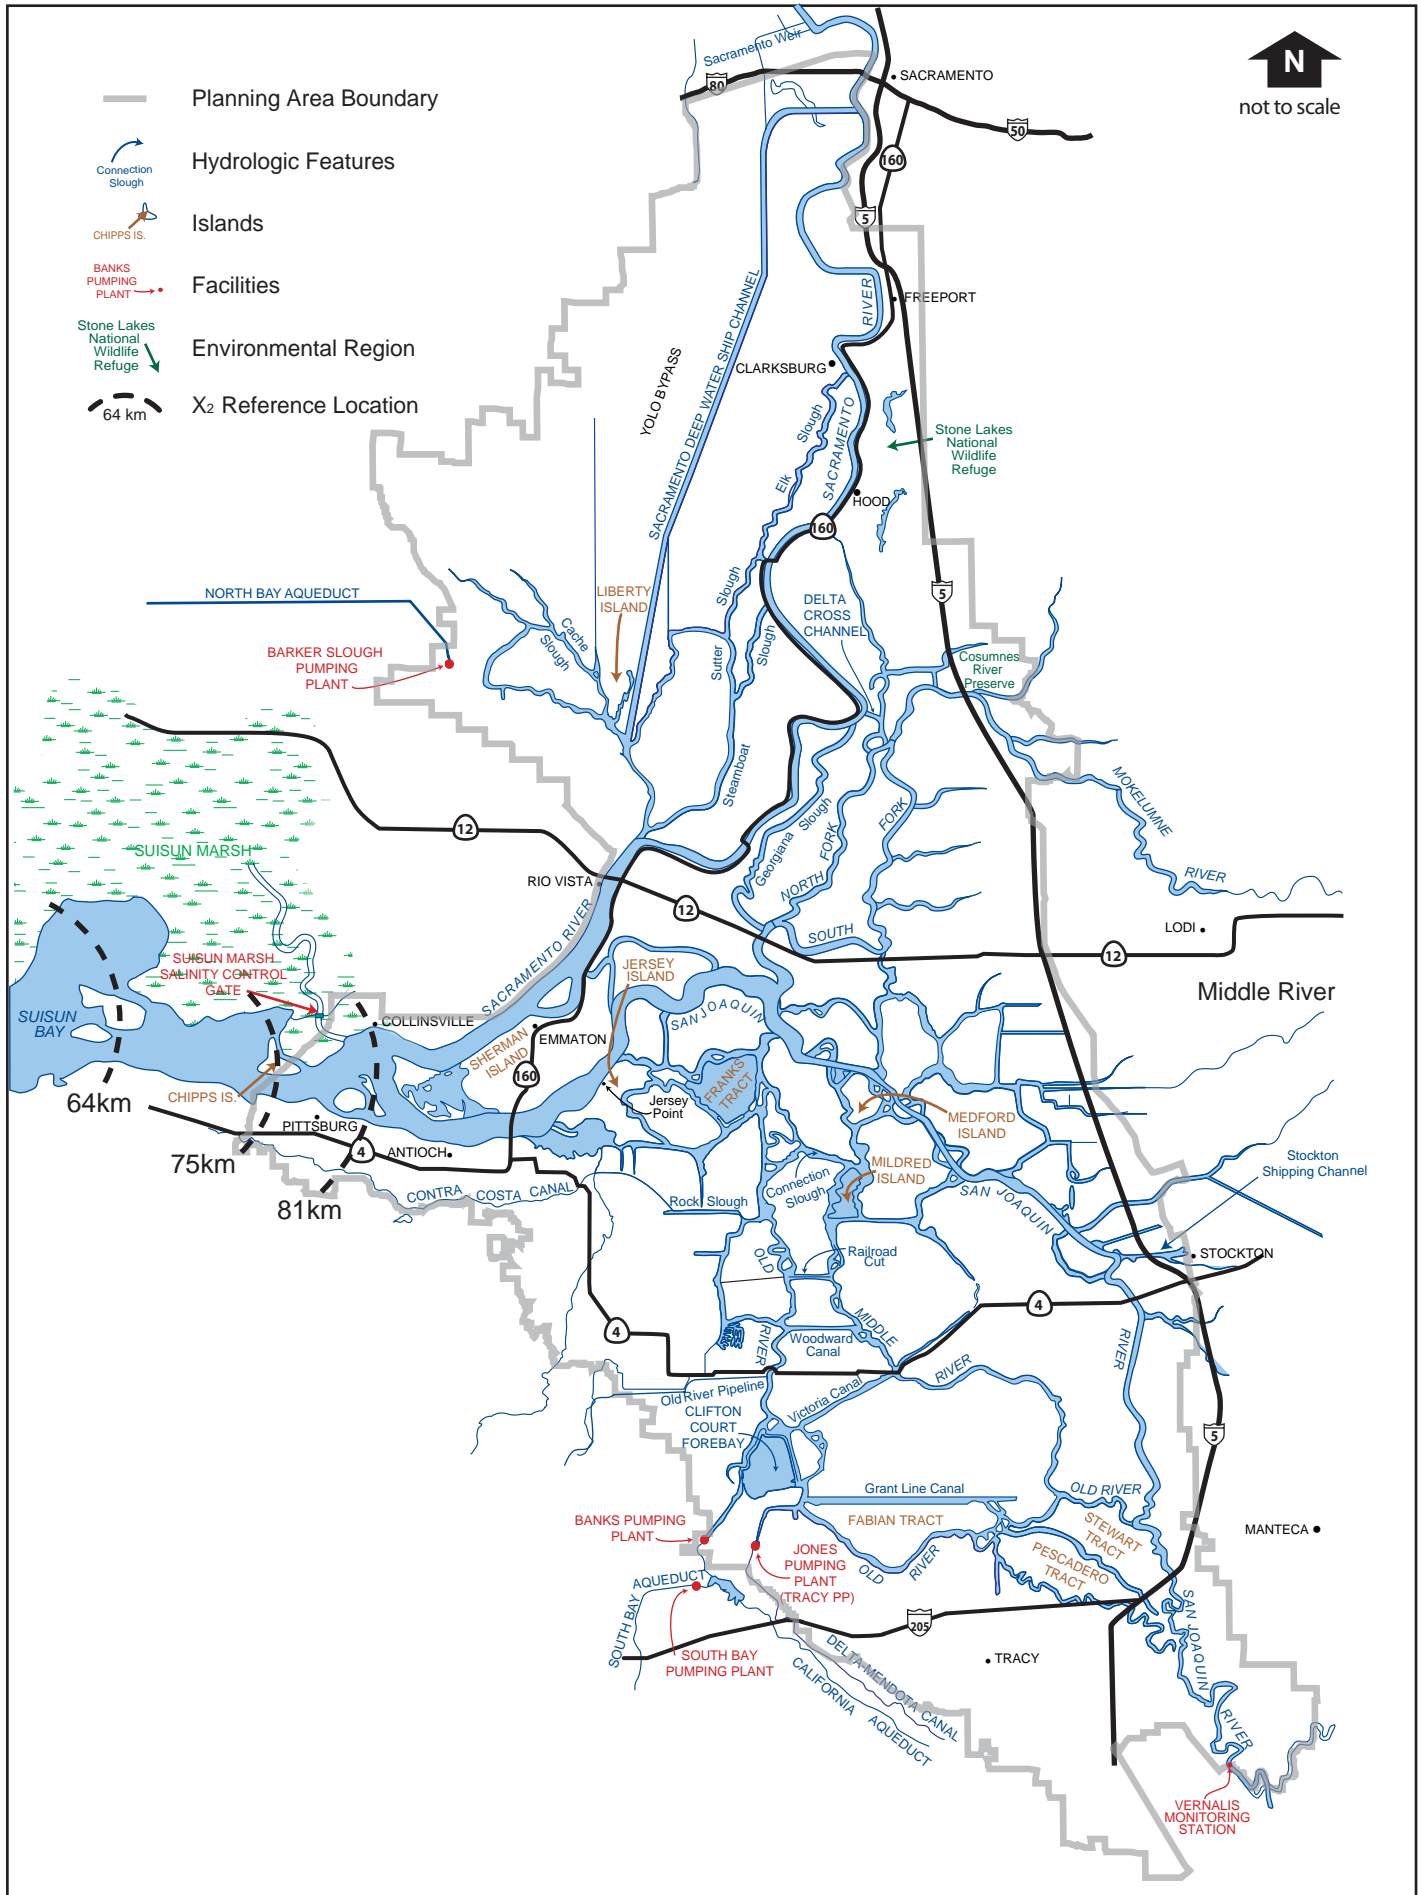 Planning Area Boundary
Connection
Slough
Hydrologic Features
CHIPPS IS.
Islands
BANKS
PUMPING
PLANT
Facilities
Stone Lakes
National
Wildlife
Refuge
Environmental Region
64 km
X2 Reference Location
N
not to scale
Sacramento Weir
80
SACRAMENTO
50
160
5
FREEPORT
RIVER
CLARKSBURG
YOLO BYPASS
SACRAMENTO DEEP WATER SHIP CHANNEL
Elk Slough
SACRAMENTO
Stone Lakes
National
Wildlife
Refuge
HOOD
160
5
NORTH BAY AQUEDUCT
BARKER SLOUGH
PUMPING
PLANT
LIBERTY
ISLAND
Cache
Slough
Sutter
Slough
Steamboat
Slough
DELTA
CROSS
CHANNEL
Cosumnes
River
Preserve
MOKELUMNE
RIVER
12
SUISUN MARSH
RIO VISTA
Georgiana Slough
NORTH
FORK
FORK
SOUTH
12
LODI
12
SUISUN MARSH
SALINITY CONTROL
GATE
SACRAMENTO RIVER
JERSEY
ISLAND
SAN JOAQUIN
Middle River
SUISUN
BAY
COLLINSVILLE
SHERMAN
ISLAND
EMMATON
160
FRANKS
TRACT
64km
CHIPPS IS.
Jersey
Point
MEDFORD
ISLAND
PITTSBURG
4
ANTIOCH
75km
CONTRA COSTA CANAL
81km
Rock Slough
Connection
Slough
MILDRED
ISLAND
SAN JOAQUIN
Stockton
Shipping Channel
STOCKTON
OLD
Railroad
Cut
4
4
RIVER
Woodward
Canal
MIDDLE
RIVER
RIVER
Old River Pipeline
Victoria Canal
CLIFTON
COURT
FOREBAY
5
Grant Line Canal
OLD RIVER
BANKS PUMPING
PLANT
FABIAN TRACT
STEWART
TRACT
MANTECA
JONES
PUMPING
PLANT
(TRACY PP)
OLD
RIVER
PESCADERO
TRACT
SOUTH BAY
AQUEDUCT
SOUTH BAY
PUMPING PLANT
205
TRACY
SAN JOAQUIN
RIVER
DELTA-MENDOTA CANAL
CALIFORNIA AQUEDUCT
VERNALIS
MONITORING
STATION